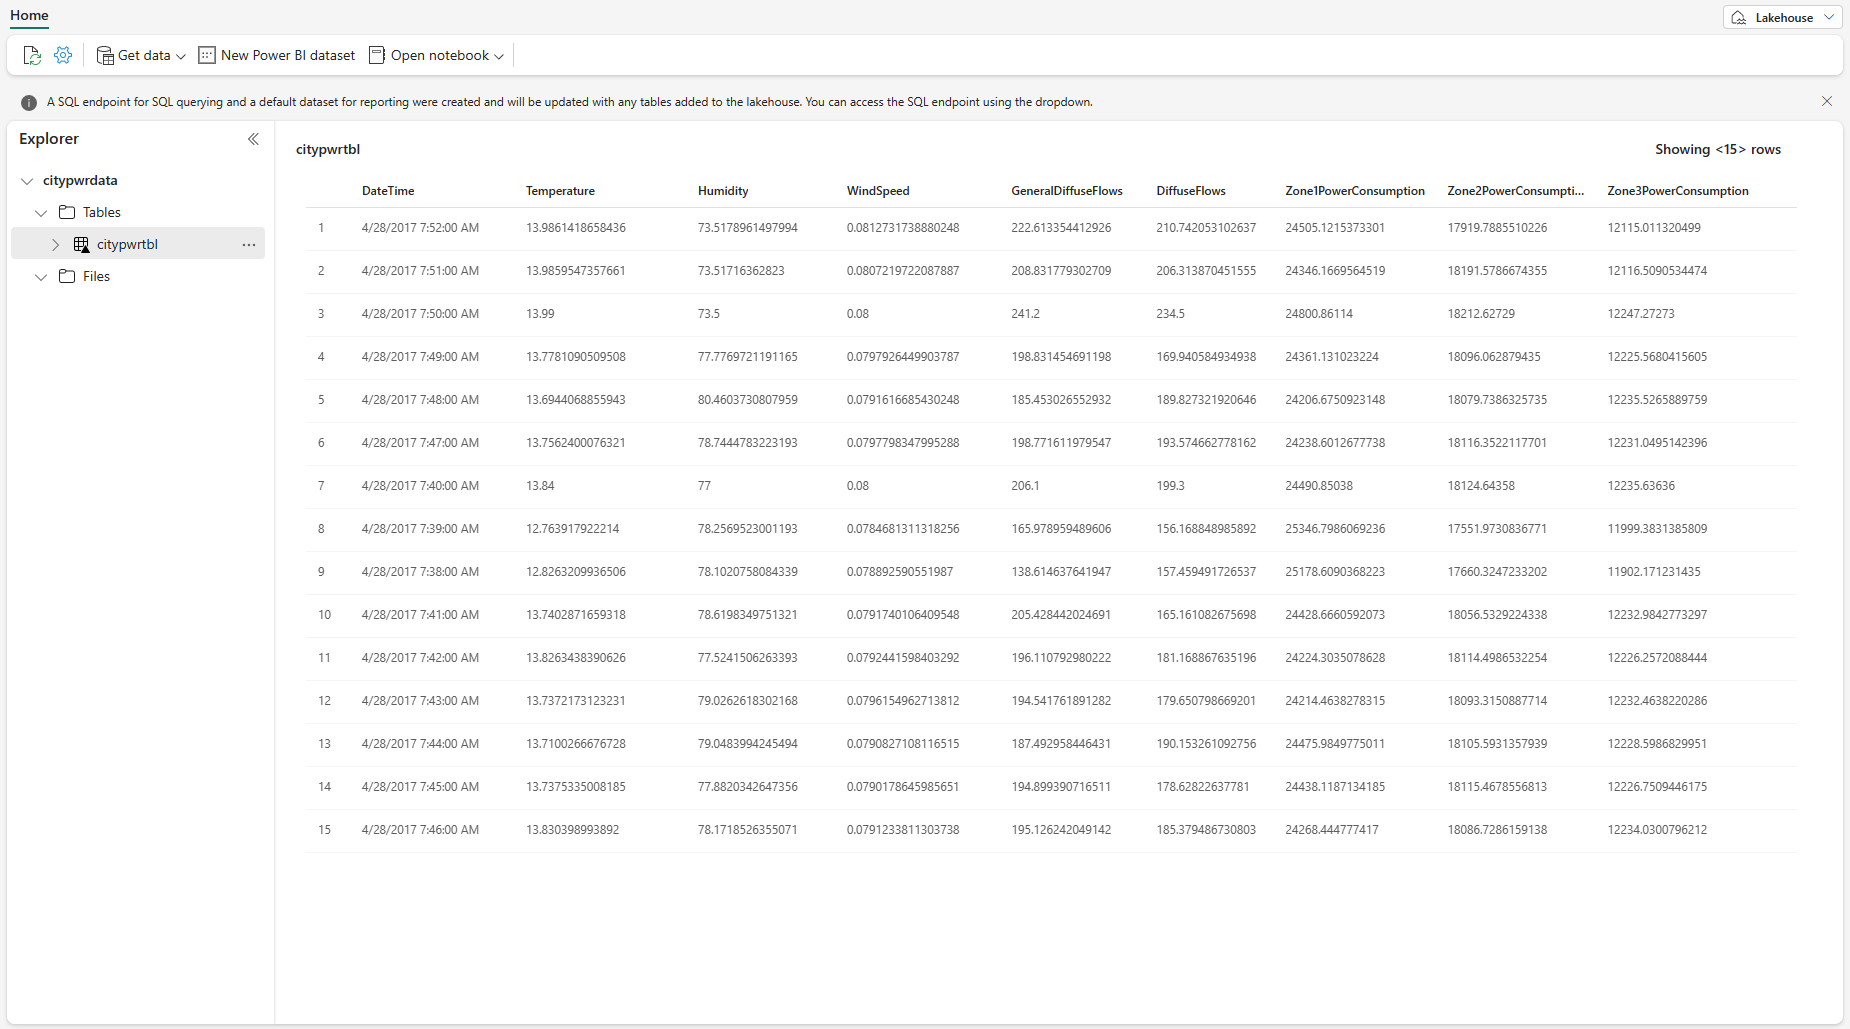 Home
Lakehouse
Get data New Power BI dataset Open notebook
A SQL endpoint for SQL querying and a default dataset for reporting were created and will be updated with any tables added to the lakehouse. You can access the SQL endpoint using the dropdown.
Explorer
citypwrdata
Tables
citypwrtbl ...
Files
citypwrtbl Showing <15> rows
DateTime Temperature Humidity WindSpeed GeneralDiffuseFlows DiffuseFlows Zone1PowerConsumption Zone2PowerConsumpti... Zone3PowerConsumption
1 4/28/2017 7:52:00 AM 13.9861418658436 73.5178961497994 0.0812731738880248 222.613354412926 210.742053102637 24505.1215373301 17919.7885510226 12115.011320499
2 4/28/2017 7:51:00 AM 13.9859547357661 73.51716362823 0.0807219722087887 208.831779302709 206.313870451555 24346.1669564519 18191.5786674355 12116.5090534474
3 4/28/2017 7:50:00 AM 13.99 73.5 0.08 241.2 234.5 24800.86114 18212.62729 12247.27273
4 4/28/2017 7:49:00 AM 13.7781090509508 77.7769721191165 0.0797926449903787 198.831454691198 169.940584934938 24361.131023224 18096.062879435 12225.5680415605
5 4/28/2017 7:48:00 AM 13.6944068855943 80.4603730807959 0.0791616685430248 185.453026552932 189.827321920646 24206.6750923148 18079.7386325735 12235.5265889759
6 4/28/2017 7:47:00 AM 13.7562400076321 78.7444783223193 0.0797798347995288 198.771611979547 193.574662778162 24238.6012677738 18116.3522117701 12231.0495142396
7 4/28/2017 7:40:00 AM 13.84 77 0.08 206.1 199.3 24490.85038 18124.64358 12235.63636
8 4/28/2017 7:39:00 AM 12.763917922214 78.2569523001193 0.0784681311318256 165.978959489606 156.168848985892 25346.7986069236 17551.9730836771 11999.3831385809
9 4/28/2017 7:38:00 AM 12.8263209936506 78.1020758084339 0.078892590551987 138.614637641947 157.459491726537 25178.6090368223 17660.3247233202 11902.171231435
10 4/28/2017 7:41:00 AM 13.7402871659318 78.6198349751321 0.0791740106409548 205.428442024691 165.161082675698 24428.6660592073 18056.5329224338 12232.9842773297
11 4/28/2017 7:42:00 AM 13.8263438390626 77.5241506263393 0.0792441598403292 196.110792980222 181.168867635196 24224.3035078628 18114.4986532254 12226.2572088444
12 4/28/2017 7:43:00 AM 13.7372173123231 79.0262618302168 0.0796154962713812 194.541761891282 179.650798669201 24214.4638278315 18093.3150887714 12232.4638220286
13 4/28/2017 7:44:00 AM 13.7100266676728 79.0483994245494 0.0790827108116515 187.492958446431 190.153261092756 24475.9849775011 18105.5931357939 12228.5986829951
14 4/28/2017 7:45:00 AM 13.7375335008185 77.8820342647356 0.0790178645985651 194.899390716511 178.62822637781 24438.1187134185 18115.4678556813 12226.7509446175
15 4/28/2017 7:46:00 AM 13.830398993892 78.1718526355071 0.0791233811303738 195.126242049142 185.379486730803 24268.444777417 18086.7286159138 12234.0300796212